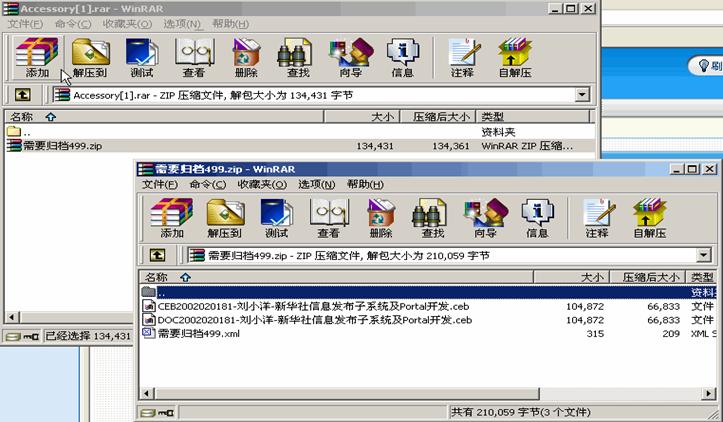 Accessory[1].rar - WinRAR
文件(F) 命令(C) 收藏夹(O) 选项(N) 帮助(H)
添加 解压到 测试 查看 删除 查找 向导 信息 注释 自解压
刷
Accessory[1].rar - ZIP 压缩文件, 解包大小为 134,431 字节
名称 大小 压缩后大小 类型
.. 资料夹
需要归档499.zip 134,431 134,361 WinRAR ZIP 压缩...
已经选择 134,431
需要归档499.zip - WinRAR
文件(F) 命令(C) 收藏夹(O) 选项(N) 帮助(H)
添加 解压到 测试 查看 删除 查找 向导 信息 注释 自解压
需要归档499.zip - ZIP 压缩文件, 解包大小为 210,059 字节
名称 大小 压缩后大小 类型
.. 资料
CEB2002020181-刘小洋-新华社信息发布子系统及Portal开发.ceb 104,872 66,833 文件
DOC2002020181-刘小洋-新华社信息发布子系统及Portal开发.ceb 104,872 66,833 文件
需要归档499.xml 315 209 XML S
共有 210,059 字节(3 个文件)